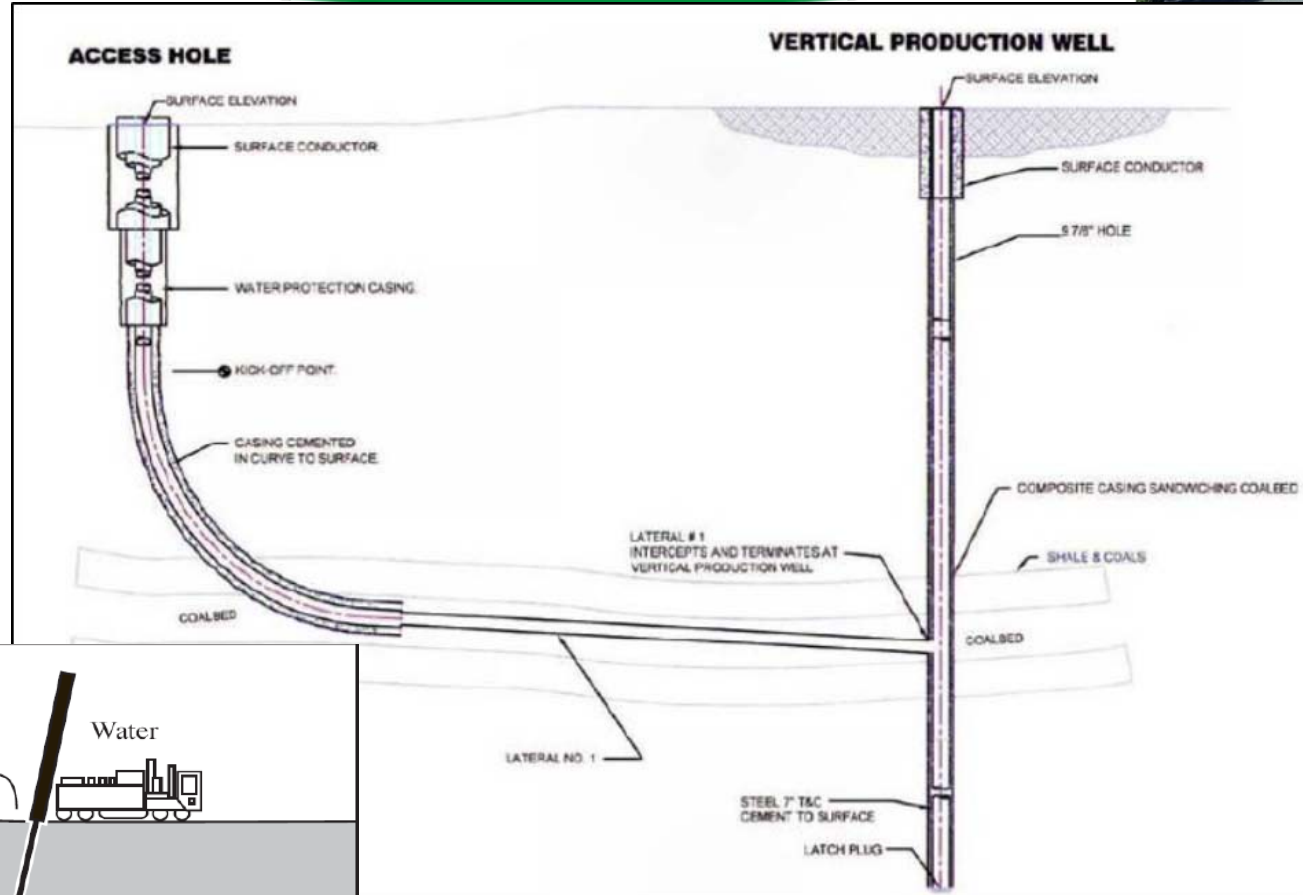 ACCESS HOLE
VERTICAL PRODUCTION WELL
SURFACE ELEVATION
SURFACE CONDUCTOR
WATER PROTECTION CASING.
KICK-OFF POINT.
CASING CEMENTED
IN CURVE TO SURFACE.
COALBED
LATERAL NO. 1
SURFACE ELEVATION
SURFACE CONDUCTOR
9 7/8" HOLE
COMPOSITE CASING SANDWICHING COALBED
LATERAL # 1
INTERCEPTS AND TERMINATES AT
VERTICAL PRODUCTION WELL
SHALE & COALS
COALBED
STEEL 7" T&C
CEMENT TO SURFACE
LATCH PLUG
Water